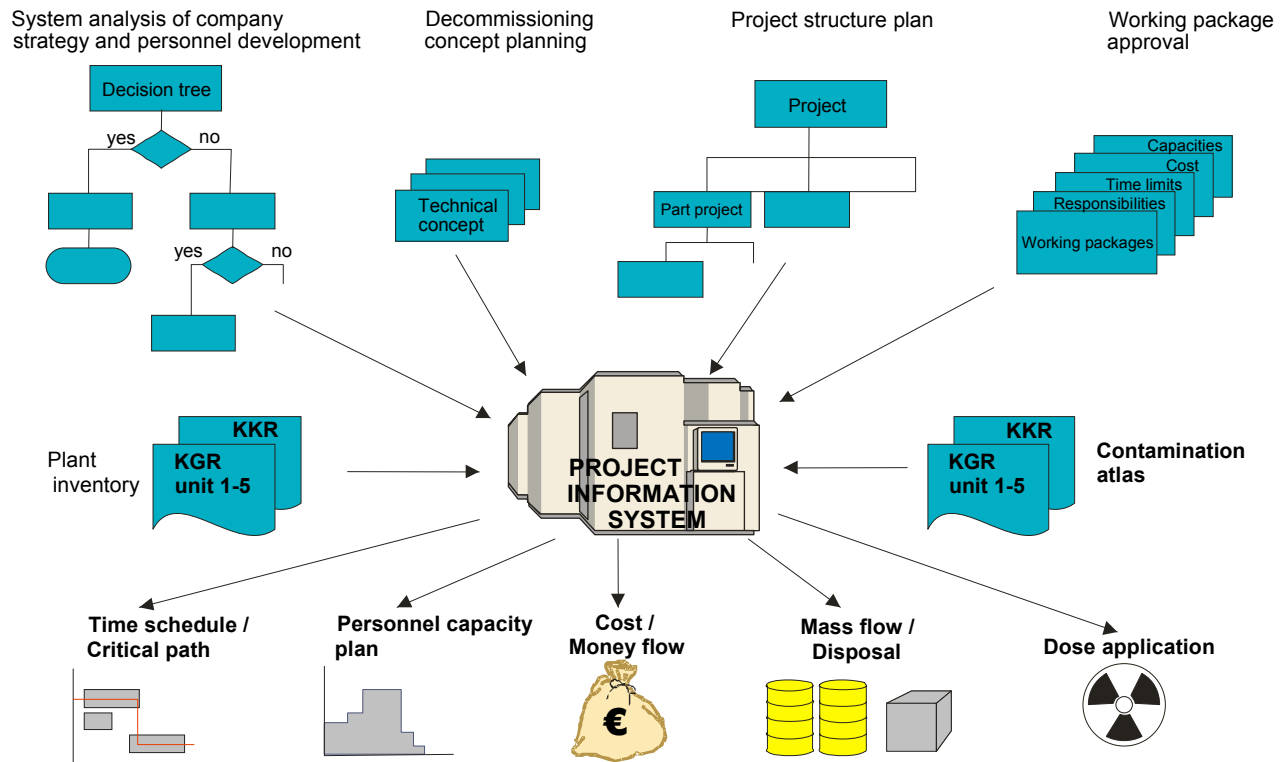 System analysis of company
strategy and personnel development
Decommissioning
concept planning
Project structure plan
Working package
approval
Decision tree
yes
no
yes
no
Technical
concept
Project
Part project
Capacities
Cost
Time limits
Responsibilities
Working packages
Plant
inventory
KKR
KGR
unit 1-5
PROJECT
INFORMATION
SYSTEM
KKR
KGR
unit 1-5
Contamination
atlas
Time schedule /
Critical path
Personnel capacity
plan
Cost /
Money flow
€
Mass flow /
Disposal
Dose application